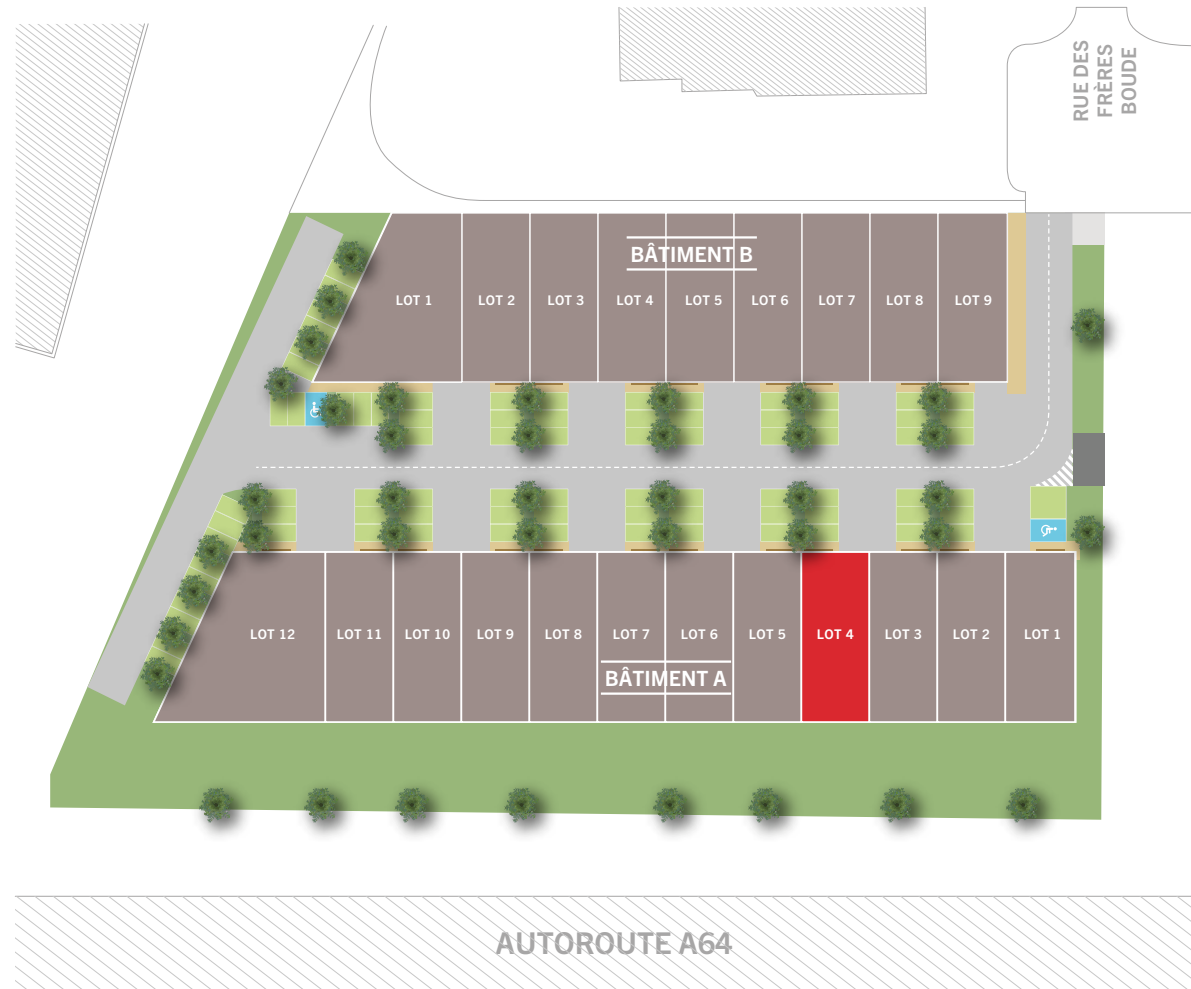 RUE DES
FRÈRES
BOUDE
BÂTIMENT B
LOT 1
LOT 2
LOT 3
LOT 4
LOT 5
LOT 6
LOT 7
LOT 8
LOT 9
LOT 12
LOT 11
LOT 10
LOT 9
LOT 8
LOT 7
LOT 6
LOT 5
LOT 4
LOT 3
LOT 2
LOT 1
BÂTIMENT A
AUTOROUTE A64